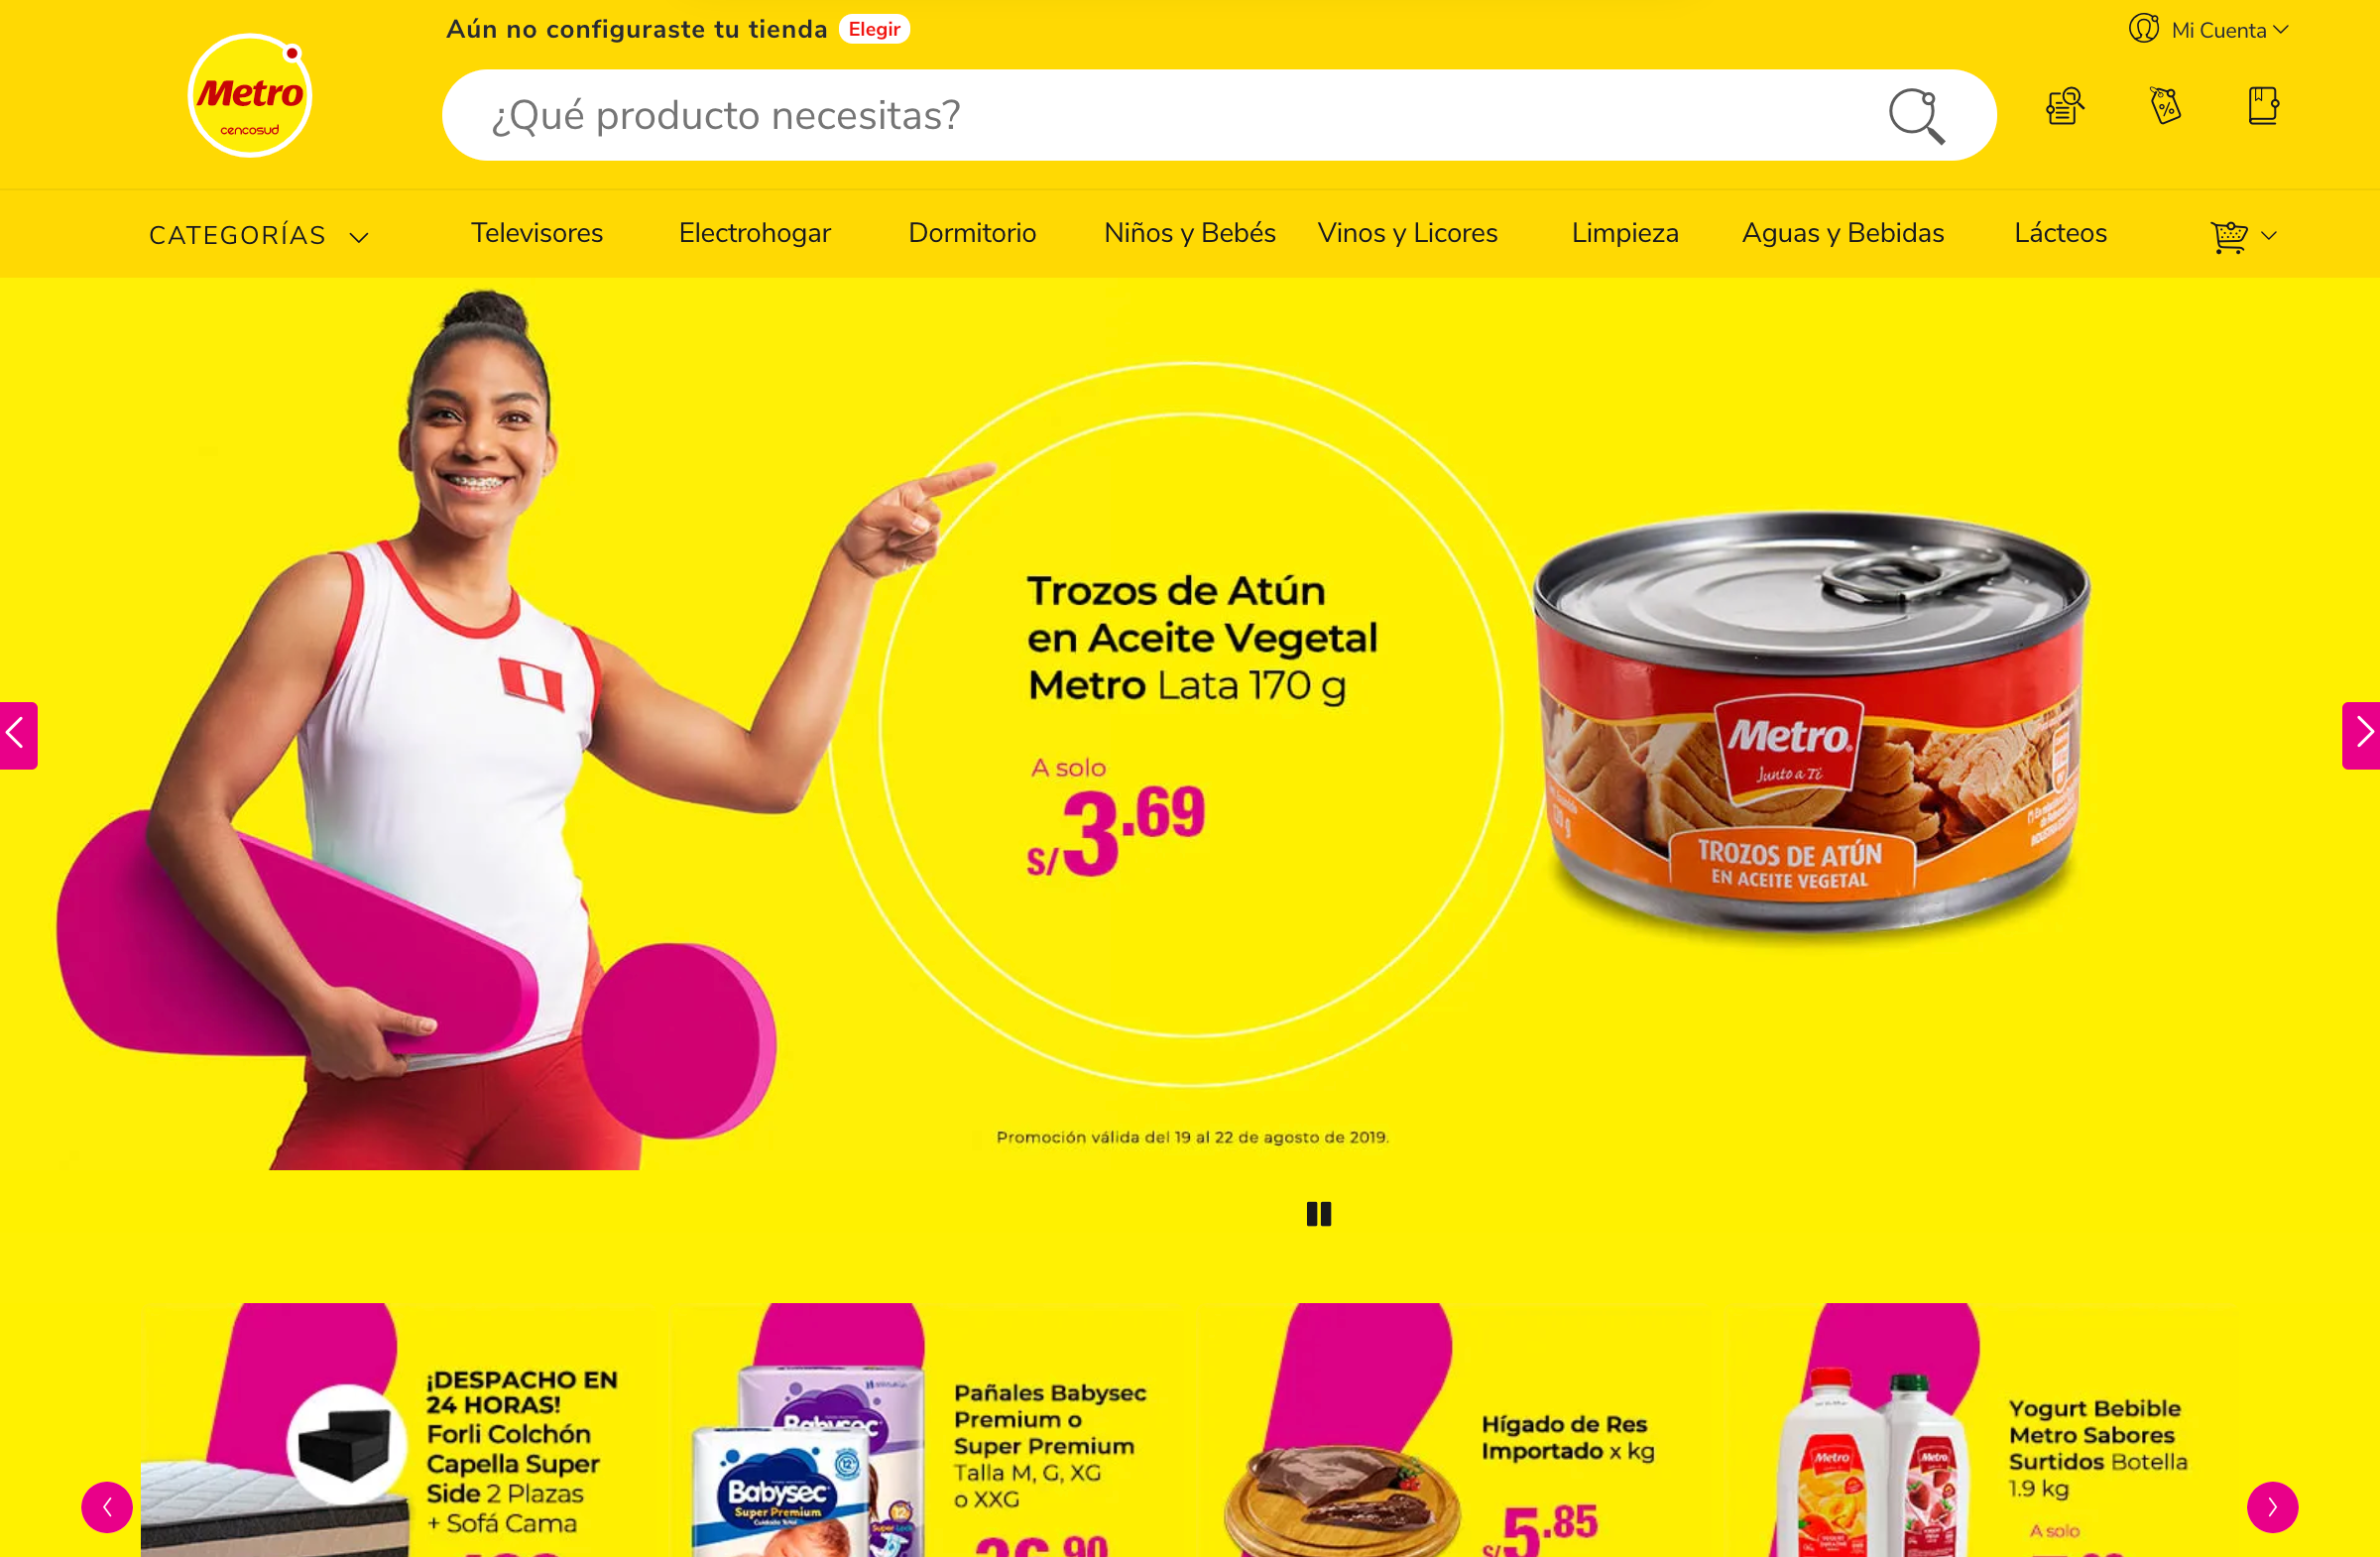 Aún no configuraste tu tienda Elegir
Mi Cuenta
Metro
cencosud
¿Qué producto necesitas?
CATEGORÍAS
Televisores
Electrohogar
Dormitorio
Niños y Bebés
Vinos y Licores
Limpieza
Aguas y Bebidas
Lácteos
Trozos de Atún
en Aceite Vegetal
Metro Lata 170 g
A solo
S/3.69
Metro
Junto a Ti
TROZOS DE ATÚN
EN ACEITE VEGETAL
Promoción válida del 19 al 22 de agosto de 2019.
¡DESPACHO EN
24 HORAS!
Forli Colchón
Capella Super
Side 2 Plazas
+ Sofá Cama
Babysec
Babysec
Super Premium
Cuidado Total
Pañales Babysec
Premium o
Super Premium
Talla M, G, XG
o XXG
Hígado de Res
Importado x kg
S/5.85
Metro
Metro
Yogurt Bebible
Metro Sabores
Surtidos Botella
1.9 kg
A solo